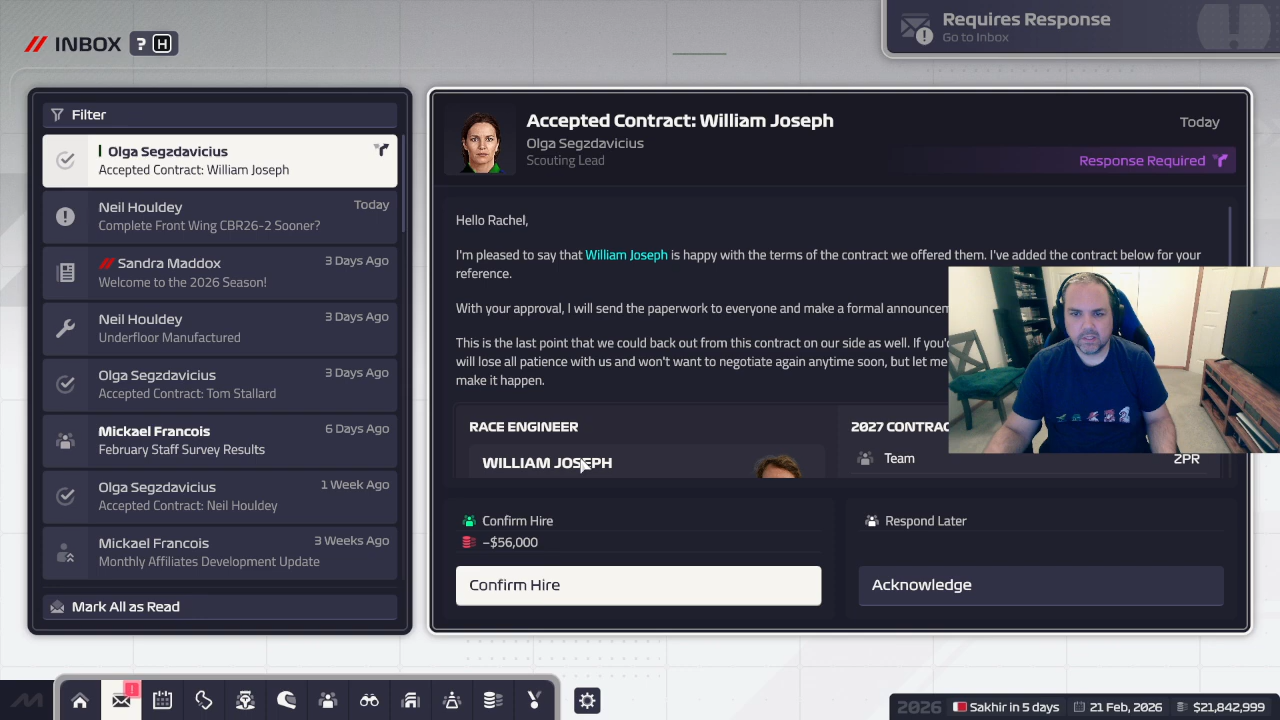 INBOX ? H
Requires Response
Go to Inbox
Filter
Olga Segzdavicius
Accepted Contract: William Joseph
Neil Houldey
Today
Complete Front Wing CBR26-2 Sooner?
Sandra Maddox
3 Days Ago
Welcome to the 2026 Season!
Neil Houldey
3 Days Ago
Underfloor Manufactured
Olga Segzdavicius
3 Days Ago
Accepted Contract: Tom Stallard
Mickael Francois
6 Days Ago
February Staff Survey Results
Olga Segzdavicius
1 Week Ago
Accepted Contract: Neil Houldey
Mickael Francois
3 Weeks Ago
Monthly Affiliates Development Update
Mark All as Read
Accepted Contract: William Joseph
Today
Olga Segzdavicius
Scouting Lead
Response Required
Hello Rachel,
I'm pleased to say that William Joseph is happy with the terms of the contract we offered them. I've added the contract below for your
reference.
With your approval, I will send the paperwork to everyone and make a formal announcem
This is the last point that we could back out from this contract on our side as well. If you'
will lose all patience with us and won't want to negotiate again anytime soon, but let me
make it happen.
RACE ENGINEER
WILLIAM JOSEPH
2027 CONTRAC
Team
ZPR
Confirm Hire
−$56,000
Confirm Hire
Respond Later
Acknowledge
2026
Sakhir in 5 days
21 Feb, 2026
$21,842,999